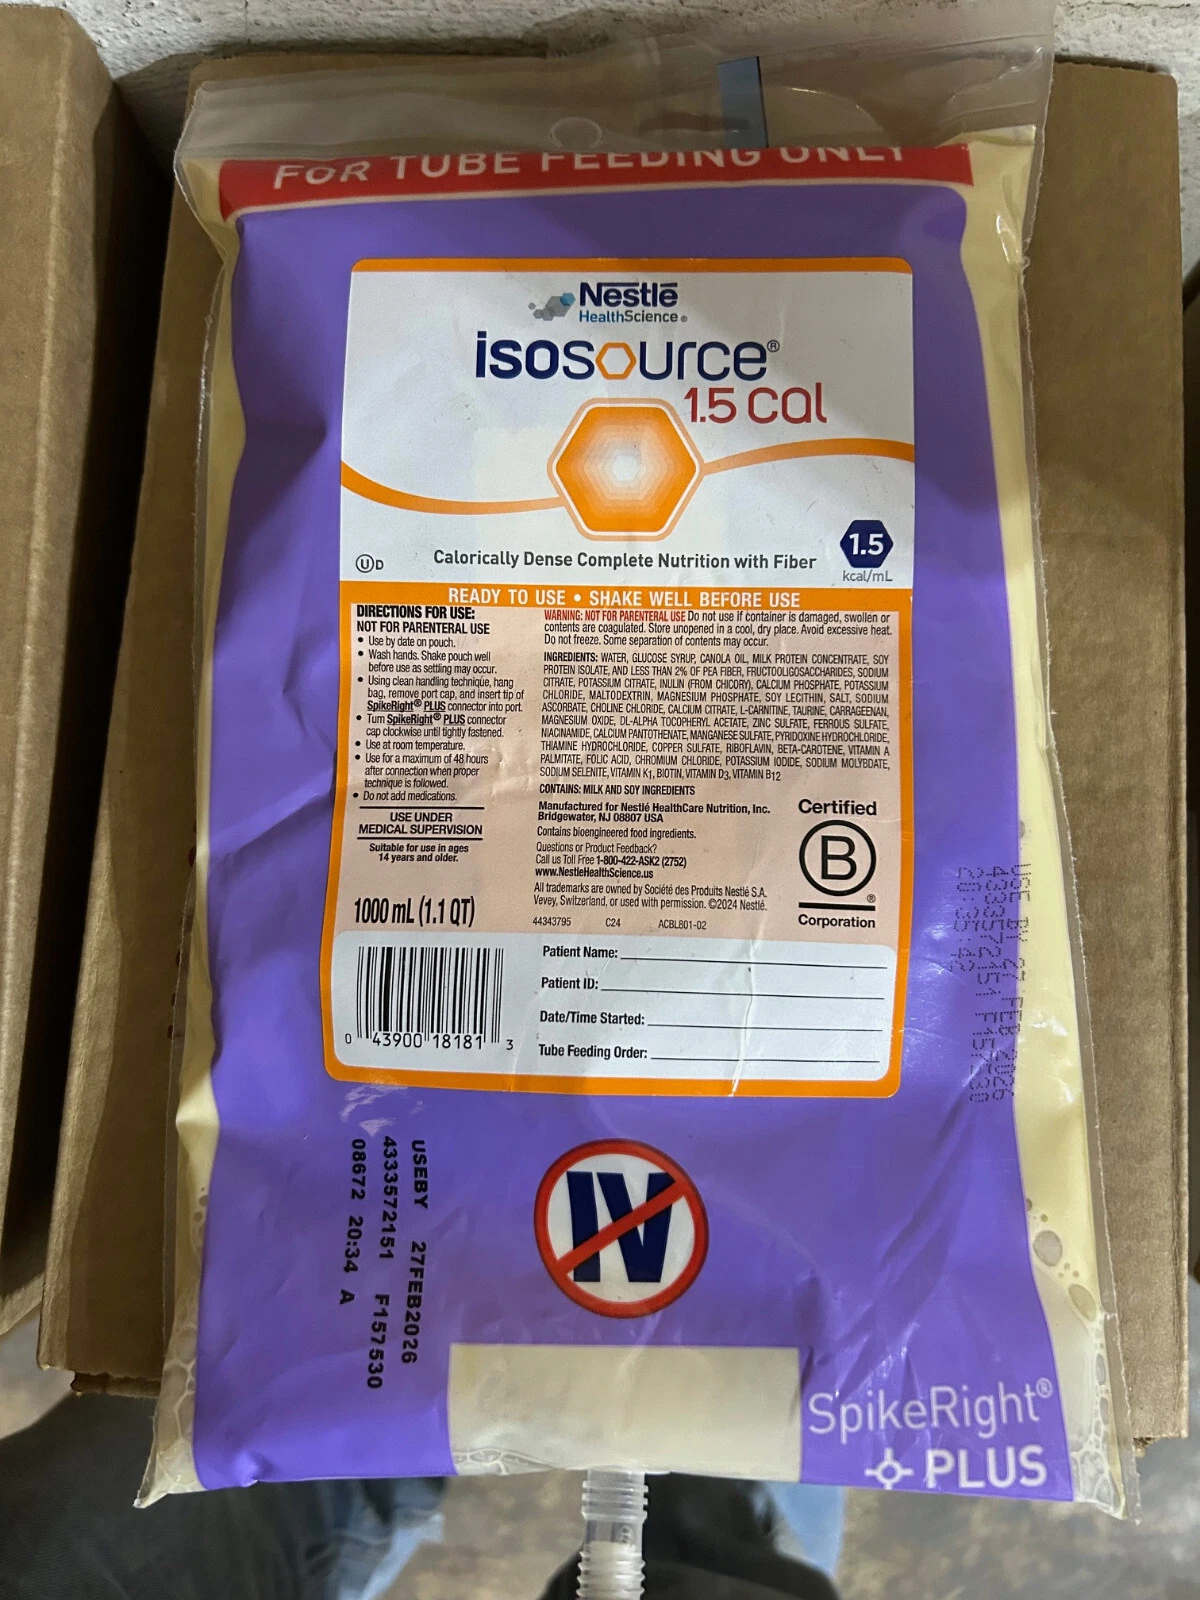 FOR TUBE FEEDING ONLY
Nestlé
HealthScience®
isosource®
1.5 cal
UD
Calorically Dense Complete Nutrition with Fiber
1.5
kcal/mL
READY TO USE • SHAKE WELL BEFORE USE
DIRECTIONS FOR USE:
NOT FOR PARENTERAL USE
• Use by date on pouch.
• Wash hands. Shake pouch well
before use as settling may occur.
• Using clean handling technique, hang
bag, remove port cap, and insert tip of
SpikeRight® PLUS connector into port.
• Turn SpikeRight® PLUS connector
cap clockwise until tightly fastened.
• Use at room temperature.
• Use for a maximum of 48 hours
after connection when proper
technique is followed.
• Do not add medications.
USE UNDER
MEDICAL SUPERVISION
Suitable for use in ages
14 years and older.
1000 mL (1.1 QT)
WARNING: NOT FOR PARENTERAL USE Do not use if container is damaged, swollen or
contents are coagulated. Store unopened in a cool, dry place. Avoid excessive heat.
Do not freeze. Some separation of contents may occur.
INGREDIENTS: WATER, GLUCOSE SYRUP, CANOLA OIL, MILK PROTEIN CONCENTRATE, SOY
PROTEIN ISOLATE, AND LESS THAN 2% OF PEA FIBER, FRUCTOOLIGOSACCHARIDES, SODIUM
CITRATE, POTASSIUM CITRATE, INULIN (FROM CHICORY), CALCIUM PHOSPHATE, POTASSIUM
CHLORIDE, MALTODEXTRIN, MAGNESIUM PHOSPHATE, SOY LECITHIN, SALT, SODIUM
ASCORBATE, CHOLINE CHLORIDE, CALCIUM CITRATE, L-CARNITINE, TAURINE, CARRAGEENAN,
MAGNESIUM OXIDE, DL-ALPHA TOCOPHERYL ACETATE, ZINC SULFATE, FERROUS SULFATE,
NIACINAMIDE, CALCIUM PANTOTHENATE, MANGANESE SULFATE, PYRIDOXINE HYDROCHLORIDE,
THIAMINE HYDROCHLORIDE, COPPER SULFATE, RIBOFLAVIN, BETA-CAROTENE, VITAMIN A
PALMITATE, FOLIC ACID, CHROMIUM CHLORIDE, POTASSIUM IODIDE, SODIUM MOLYBDATE,
SODIUM SELENITE, VITAMIN K1, BIOTIN, VITAMIN D3, VITAMIN B12
CONTAINS: MILK AND SOY INGREDIENTS
Manufactured for Nestlé HealthCare Nutrition, Inc.
Bridgewater, NJ 08807 USA
Contains bioengineered food ingredients.
Questions or Product Feedback?
Call us Toll Free 1-800-422-ASK2 (2752)
www.NestleHealthScience.us
All trademarks are owned by Société des Produits Nestlé S.A.
Vevey, Switzerland, or used with permission. ©2024 Nestlé.
44343795 C24 ACBL801-02
Certified
B
®
Corporation
0 43900 18181 3
Patient Name:
Patient ID:
Date/Time Started:
Tube Feeding Order:
USEBY 27FEB2026
4333572151 F157530
08672 20:34 A
IV
USE BY 27 FEB 2026
4333572151 F157530
SpikeRight®
PLUS